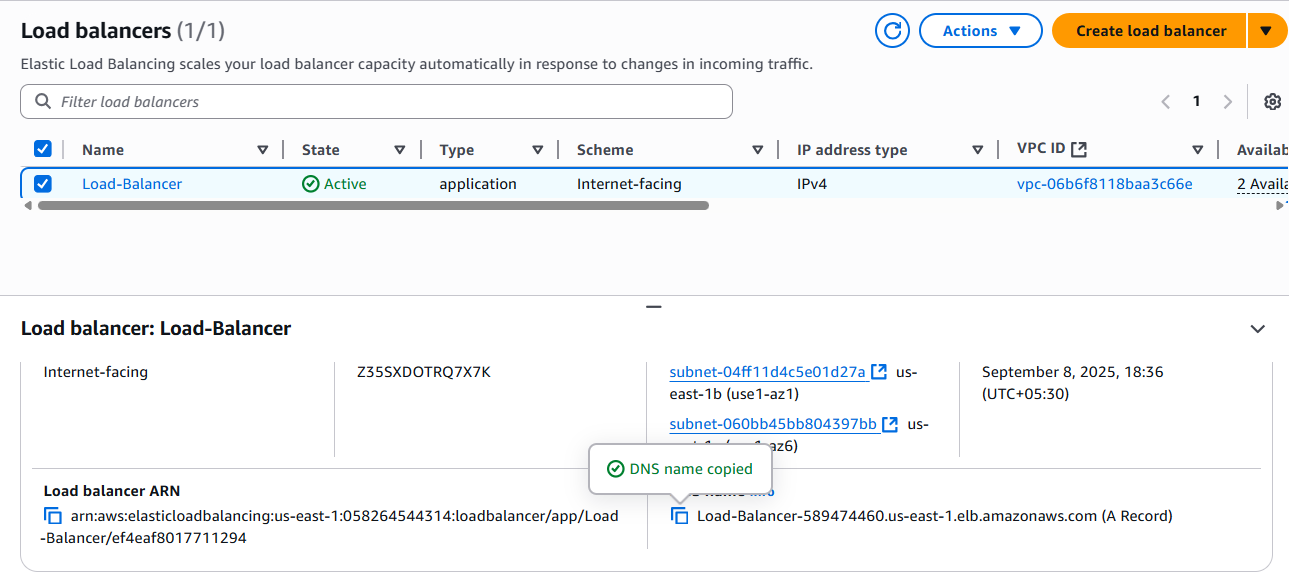 Load balancers (1/1)
Actions
Create load balancer
Elastic Load Balancing scales your load balancer capacity automatically in response to changes in incoming traffic.
Filter load balancers
1
Name State Type Scheme IP address type VPC ID Availab
Load-Balancer Active application Internet-facing IPv4 vpc-06b6f8118baa3c66e 2 Availa
Load balancer: Load-Balancer
Internet-facing
Z35SXDOTRQ7X7K
subnet-04ff11d4c5e01d27a us-
east-1b (use1-az1)
subnet-060bb45bb804397bb us-
az6)
September 8, 2025, 18:36
(UTC+05:30)
DNS name copied
Load balancer ARN
arn:aws:elasticloadbalancing:us-east-1:058264544314:loadbalancer/app/Load
-Balancer/ef4eaf8017711294
Load-Balancer-589474460.us-east-1.elb.amazonaws.com (A Record)